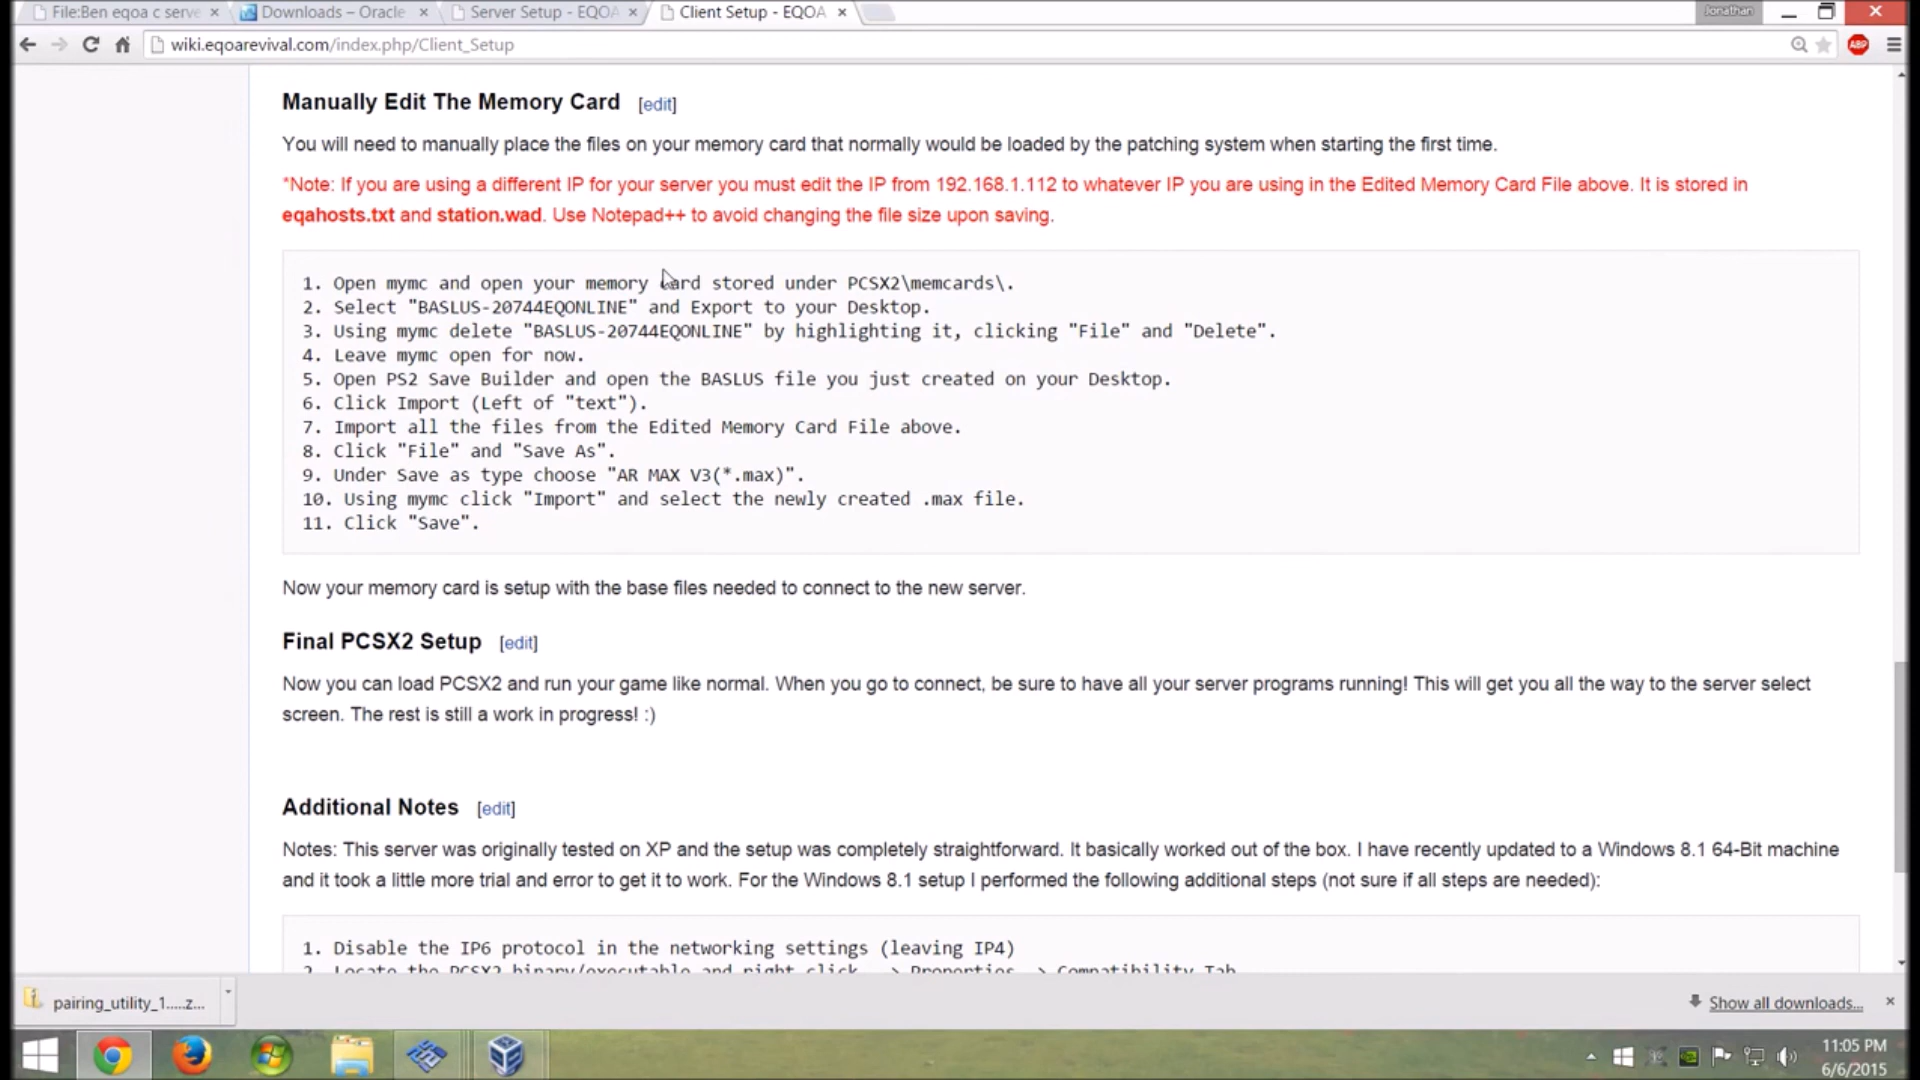 File:Ben eqoa c serve
Downloads – Oracle
Server Setup - EQOA
Client Setup - EQOA
Jonathan
wiki.eqoarevival.com/index.php/Client_Setup
ABP
Manually Edit The Memory Card [edit]
You will need to manually place the files on your memory card that normally would be loaded by the patching system when starting the first time.
*Note: If you are using a different IP for your server you must edit the IP from 192.168.1.112 to whatever IP you are using in the Edited Memory Card File above. It is stored in
eqahosts.txt and station.wad. Use Notepad++ to avoid changing the file size upon saving.
1. Open mymc and open your memory card stored under PCSX2\memcards\.
2. Select "BASLUS-20744EQONLINE" and Export to your Desktop.
3. Using mymc delete "BASLUS-20744EQONLINE" by highlighting it, clicking "File" and "Delete".
4. Leave mymc open for now.
5. Open PS2 Save Builder and open the BASLUS file you just created on your Desktop.
6. Click Import (Left of "text").
7. Import all the files from the Edited Memory Card File above.
8. Click "File" and "Save As".
9. Under Save as type choose "AR MAX V3(*.max)".
10. Using mymc click "Import" and select the newly created .max file.
11. Click "Save".
Now your memory card is setup with the base files needed to connect to the new server.
Final PCSX2 Setup [edit]
Now you can load PCSX2 and run your game like normal. When you go to connect, be sure to have all your server programs running! This will get you all the way to the server select
screen. The rest is still a work in progress! :)
Additional Notes [edit]
Notes: This server was originally tested on XP and the setup was completely straightforward. It basically worked out of the box. I have recently updated to a Windows 8.1 64-Bit machine
and it took a little more trial and error to get it to work. For the Windows 8.1 setup I performed the following additional steps (not sure if all steps are needed):
1. Disable the IP6 protocol in the networking settings (leaving IP4)
2. Locate the PCSX2 binary/executable and right click -> Properties -> Compatibility Tab
pairing_utility_1.....z...
Show all downloads...
11:05 PM
6/6/2015